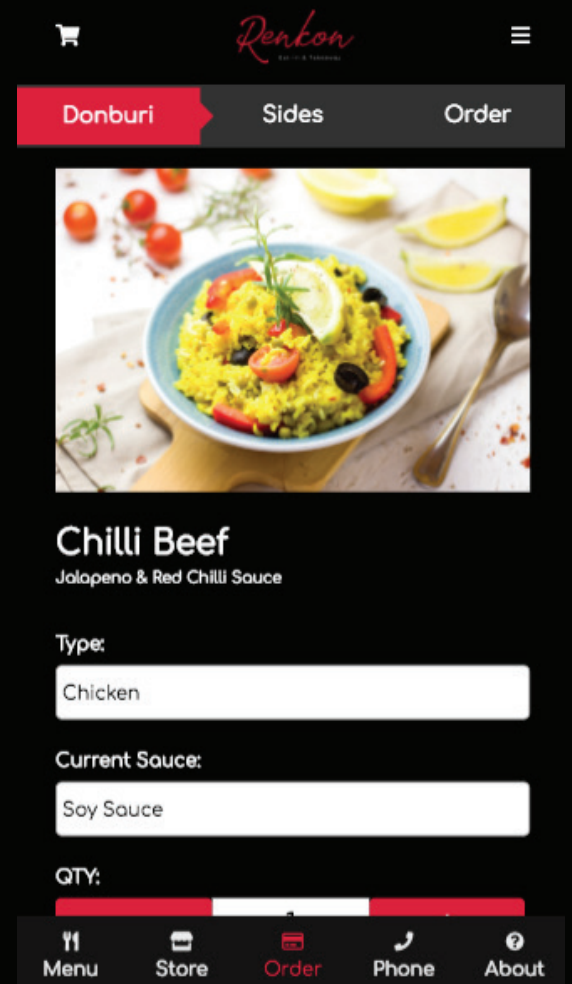 Renkon
Donburi
Sides
Order
Chilli Beef
Jalapeno & Red Chilli Sauce
Type:
Chicken
Current Sauce:
Soy Sauce
QTY:
Menu
Store
Order
Phone
About